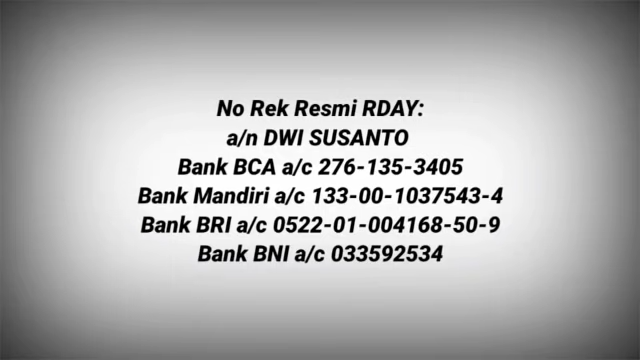 No Rek Resmi RDAY:
a/n DWI SUSANTO
Bank BCA a/c 276-135-3405
Bank Mandiri a/c 133-00-1037543-4
Bank BRI a/c 0522-01-004168-50-9
Bank BNI a/c 033592534